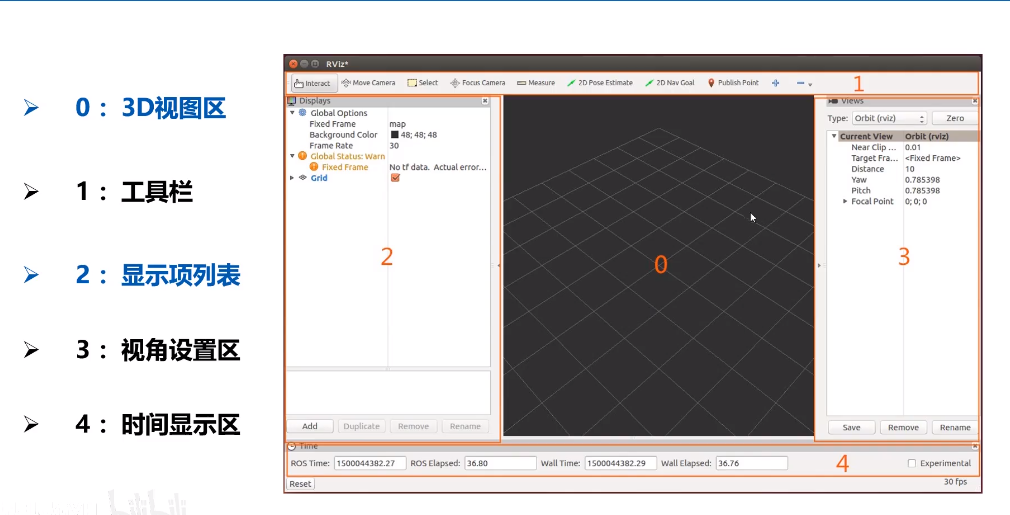 0：3D视图区
1：工具栏
2：显示项列表
3：视角设置区
4：时间显示区
RViz*
Interact Move Camera Select Focus Camera Measure 2D Pose Estimate 2D Nav Goal Publish Point
1
Displays
Global Options
Fixed Frame map
Background Color 48; 48; 48
Frame Rate 30
Global Status: Warn
Fixed Frame No tf data. Actual error...
Grid
2
Add Duplicate Remove Rename
0
Views
Type: Orbit (rviz) Zero
Current View Orbit (rviz)
Near Clip ... 0.01
Target Fra... <Fixed Frame>
Distance 10
Yaw 0.785398
Pitch 0.785398
Focal Point 0; 0; 0
3
Save Remove Rename
Time
ROS Time: 1500044382.27 ROS Elapsed: 36.80 Wall Time: 1500044382.29 Wall Elapsed: 36.76 4 Experimental
Reset 30 fps
bilibili